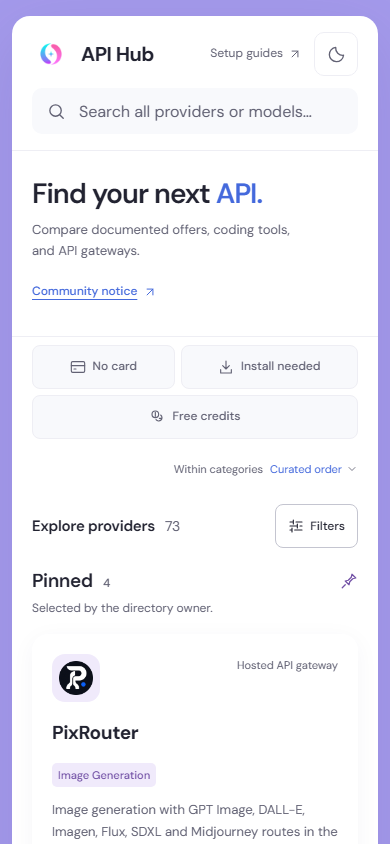 API Hub
Setup guides
Search all providers or models...
Find your next API.
Compare documented offers, coding tools,
and API gateways.
Community notice
No card
Install needed
Free credits
Within categories Curated order
Explore providers 73
Filters
Pinned 4
Selected by the directory owner.
Hosted API gateway
PixRouter
Image Generation
Image generation with GPT Image, DALL-E,
Imagen, Flux, SDXL and Midjourney routes in the